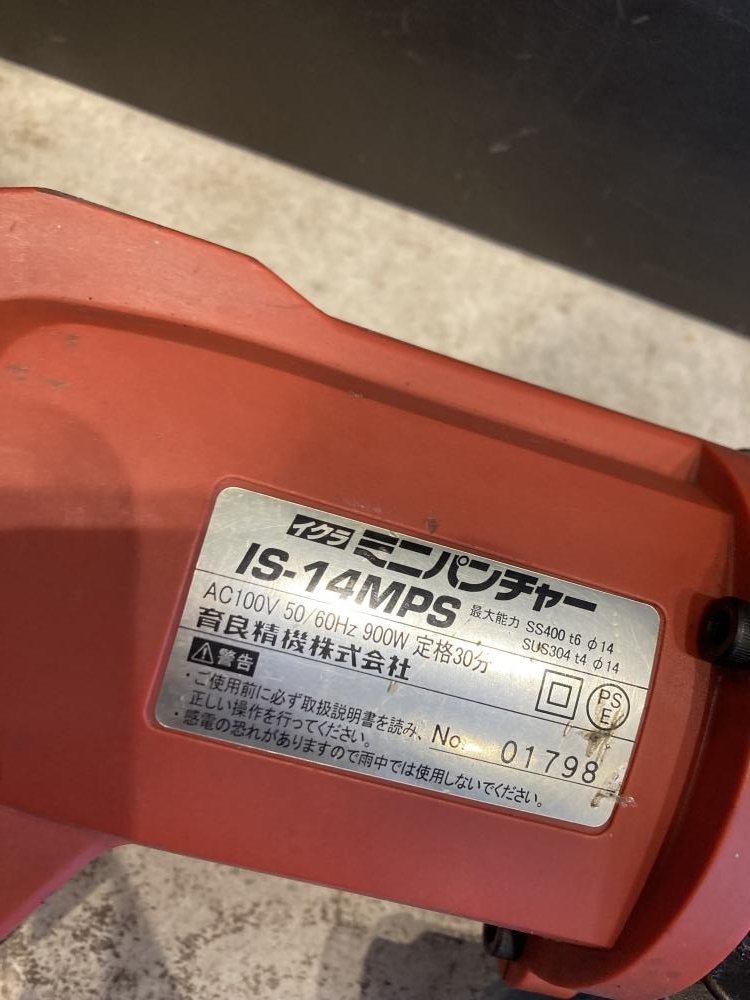 イクラ ミニパンチャー
IS-14MPS 最大能力 SS400 t6 φ14
SUS304 t4 φ14
AC100V 50/60Hz 900W 定格30分
育良精機株式会社
PS
E
警告
・ご使用前に必ず取扱説明書を読み、
正しい操作を行ってください。
・感電の恐れがありますので雨中では使用しないでください。
No. 01798